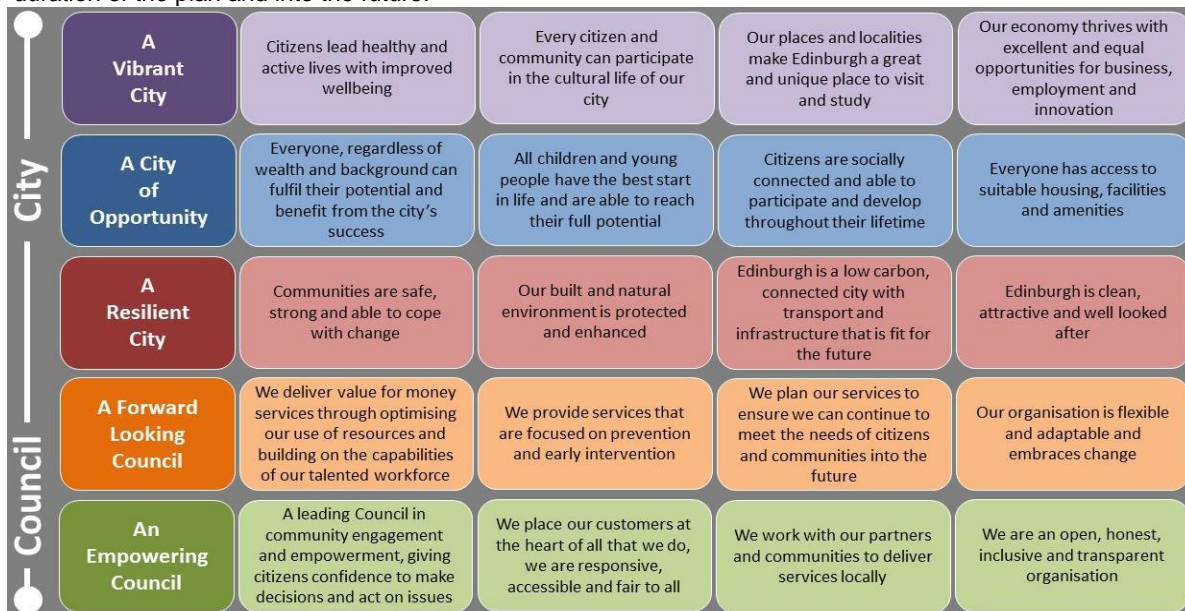 duration of the plan and into the future.
City
Council
A
Vibrant
City
Citizens lead healthy and
active lives with improved
wellbeing
Every citizen and
community can participate
in the cultural life of our
city
Our places and localities
make Edinburgh a great
and unique place to visit
and study
Our economy thrives with
excellent and equal
opportunities for business,
employment and
innovation
A City
of
Opportunity
Everyone, regardless of
wealth and background can
fulfil their potential and
benefit from the city's
success
All children and young
people have the best start
in life and are able to reach
their full potential
Citizens are socially
connected and able to
participate and develop
throughout their lifetime
Everyone has access to
suitable housing, facilities
and amenities
A
Resilient
City
Communities are safe,
strong and able to cope
with change
Our built and natural
environment is protected
and enhanced
Edinburgh is a low carbon,
connected city with
transport and
infrastructure that is fit for
the future
Edinburgh is clean,
attractive and well looked
after
A Forward
Looking
Council
We deliver value for money
services through optimising
our use of resources and
building on the capabilities
of our talented workforce
We provide services that
are focused on prevention
and early intervention
We plan our services to
ensure we can continue to
meet the needs of citizens
and communities into the
future
Our organisation is flexible
and adaptable and
embraces change
An
Empowering
Council
A leading Council in
community engagement
and empowerment, giving
citizens confidence to make
decisions and act on issues
We place our customers at
the heart of all that we do,
we are responsive,
accessible and fair to all
We work with our partners
and communities to deliver
services locally
We are an open, honest,
inclusive and transparent
organisation